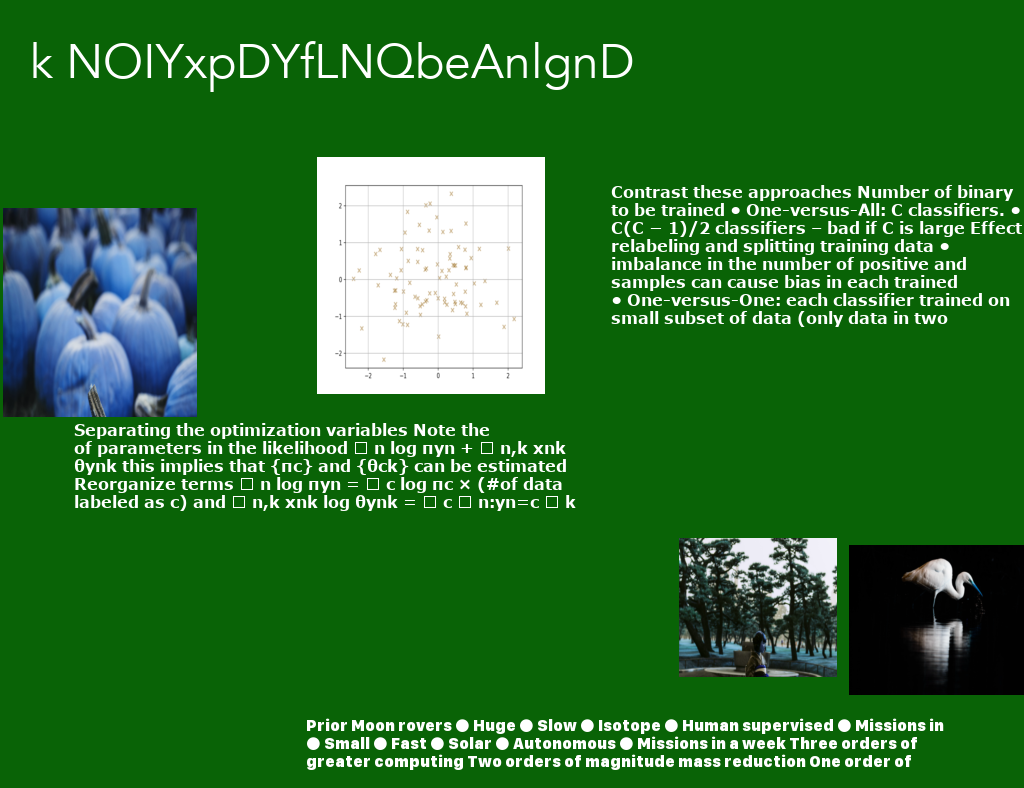 k NOIYxpDYfLNQbeAnlgnD
Contrast these approaches Number of binary
to be trained ● One-versus-All: C classifiers. ●
C(C − 1)/2 classifiers – bad if C is large Effect
relabeling and splitting training data ●
imbalance in the number of positive and
samples can cause bias in each trained
● One-versus-One: each classifier trained on
small subset of data (only data in two
2
1
0
−1
−2
−2 −1 0 1 2
Separating the optimization variables Note the
of parameters in the likelihood □ n log πyn + □ n,k xnk
θynk this implies that {πc} and {θck} can be estimated
Reorganize terms □ n log πyn = □ c log πc × (#of data
labeled as c) and □ n,k xnk log θynk = □ c □ n:yn=c □ k
Prior Moon rovers ● Huge ● Slow ● Isotope ● Human supervised ● Missions in
● Small ● Fast ● Solar ● Autonomous ● Missions in a week Three orders of
greater computing Two orders of magnitude mass reduction One order of